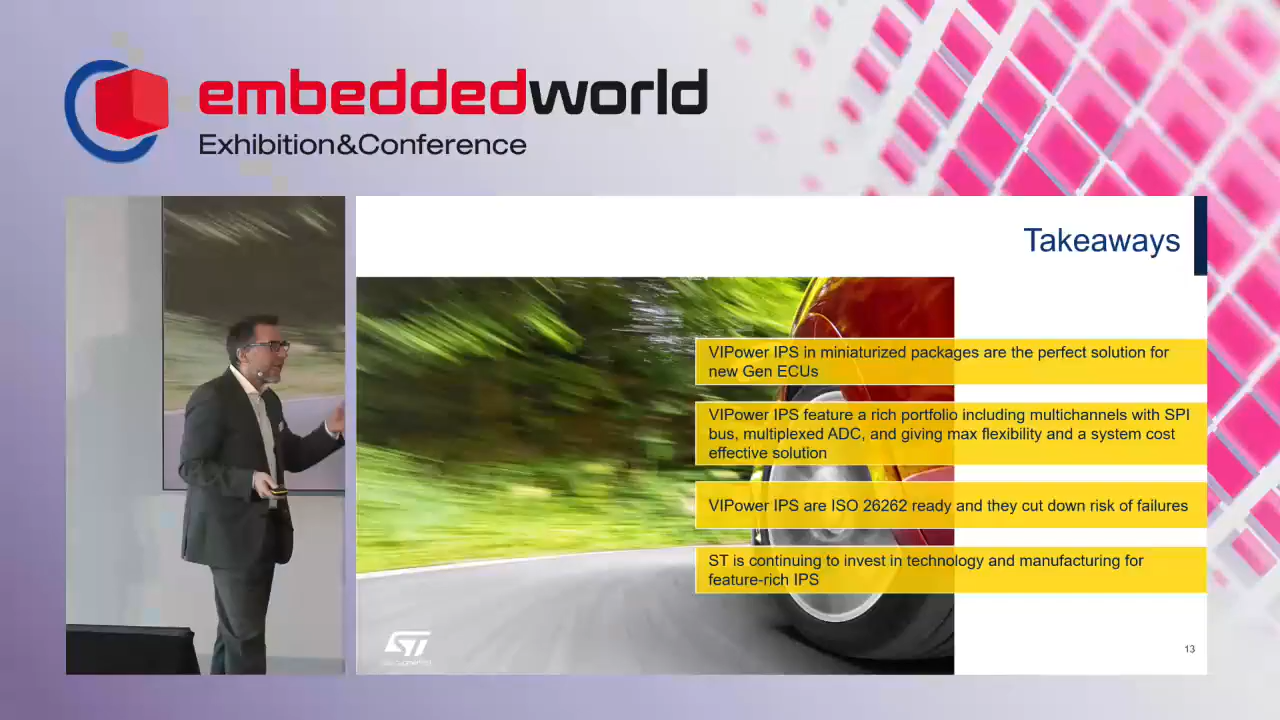 embeddedworld
Exhibition&Conference
Takeaways
VIPower IPS in miniaturized packages are the perfect solution for
new Gen ECUs
VIPower IPS feature a rich portfolio including multichannels with SPI
bus, multiplexed ADC, and giving max flexibility and a system cost
effective solution
VIPower IPS are ISO 26262 ready and they cut down risk of failures
ST is continuing to invest in technology and manufacturing for
feature-rich IPS
ST
13